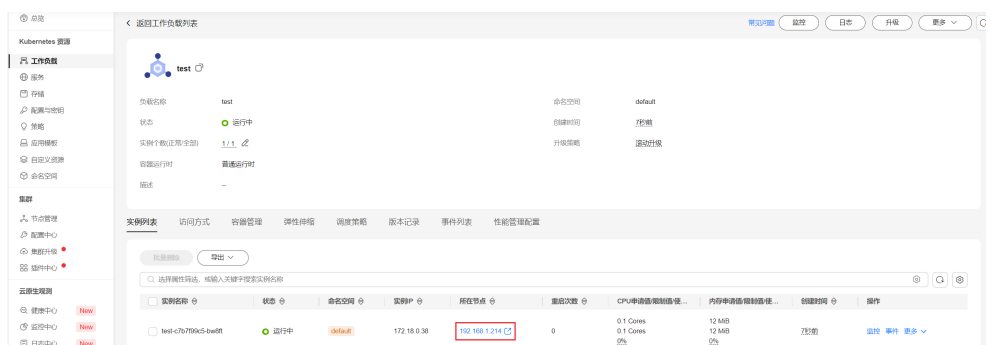 总览
返回工作负载列表
常见问题 监控 日志 升级 更多
Kubernetes 资源
工作负载
服务
存储
配置与密钥
策略
应用模板
自定义资源
命名空间
集群
节点管理
配置中心
集群升级
插件中心
云原生观测
健康中心 New
监控中心 New
日志中心 New
test
负载名称 test 命名空间 default
状态 运行中 创建时间 7秒前
实例个数(正常/全部) 1 / 1 升级策略 滚动升级
容器运行时 普通运行时
描述 --
实例列表 访问方式 容器管理 弹性伸缩 调度策略 版本记录 事件列表 性能管理配置
批量删除 导出
选择属性筛选，或输入关键字搜索实例名称
实例名称 状态 命名空间 实例IP 所在节点 重启次数 CPU申请值/限制值/使... 内存申请值/限制值/使... 创建时间 操作
test-c7b7f99c5-bw8ft 运行中 default 172.18.0.38 192.168.1.214 0 0.1 Cores 12 MiB 7秒前 监控 事件 更多
0.1 Cores 12 MiB
0% 0%